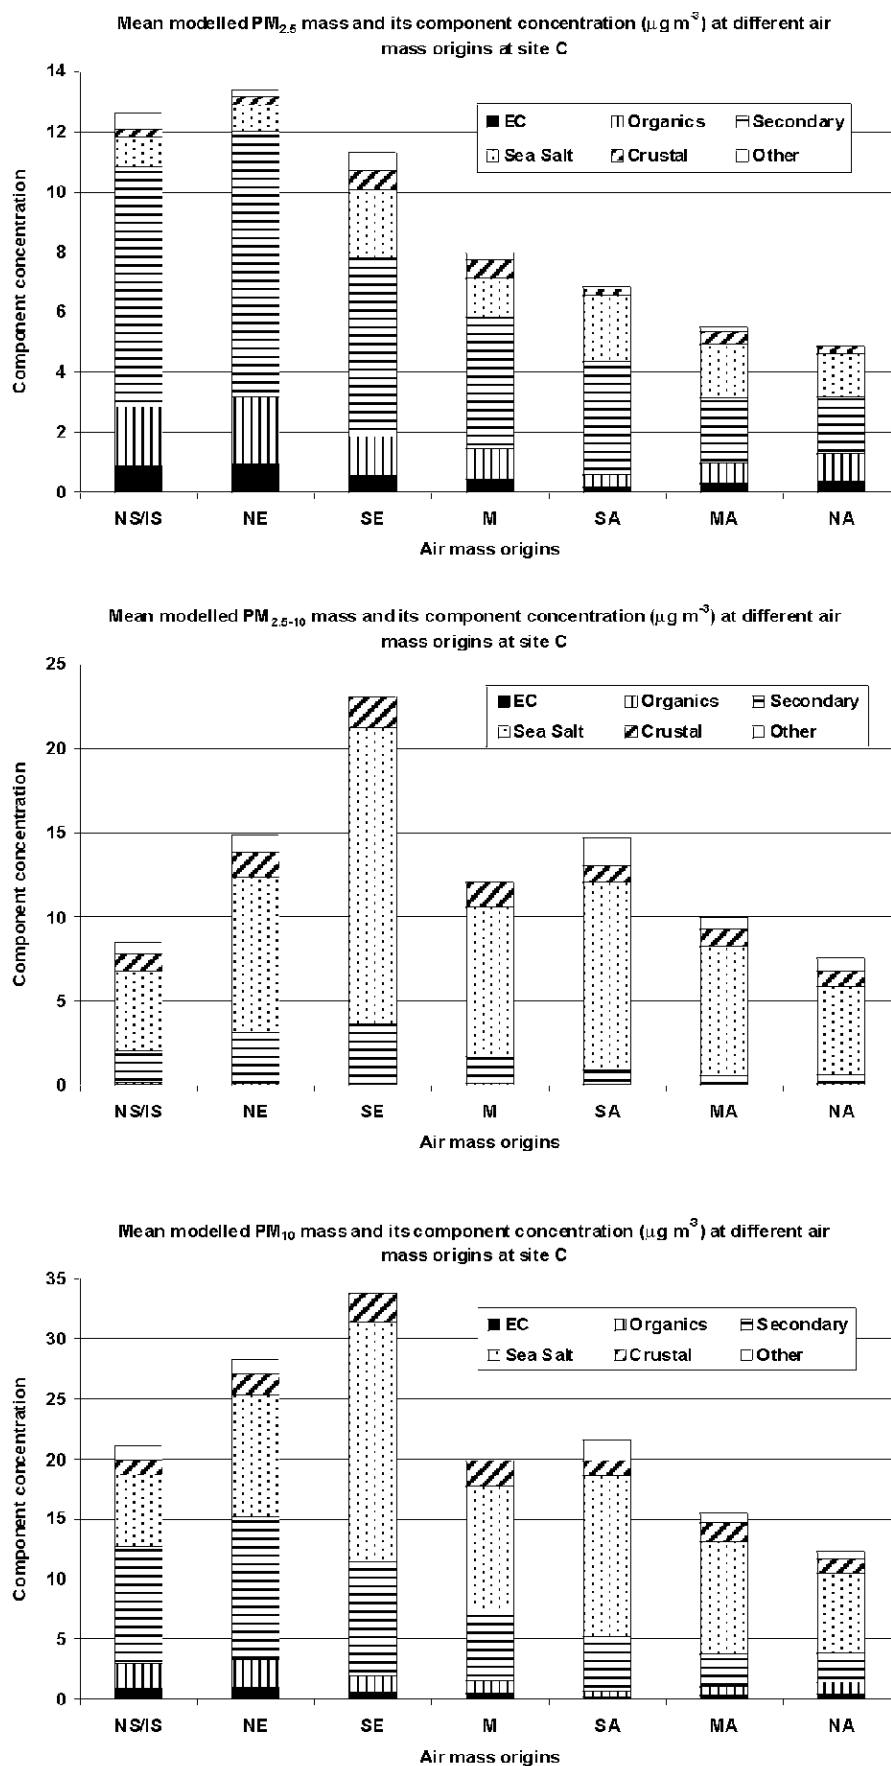 Mean modelled PM2.5 mass and its component concentration (µg m-3) at different air
mass origins at site C
14
12
10
8
6
4
2
0
Component concentration
EC Organics Secondary
Sea Salt Crustal Other
NS/IS NE SE M SA MA NA
Air mass origins
Mean modelled PM2.5-10 mass and its component concentration (µg m-3) at different air
mass origins at site C
25
20
15
10
5
0
Component concentration
EC Organics Secondary
Sea Salt Crustal Other
NS/IS NE SE M SA MA NA
Air mass origins
Mean modelled PM10 mass and its component concentration (µg m-3) at different air
mass origins at site C
35
30
25
20
15
10
5
0
Component concentration
EC Organics Secondary
Sea Salt Crustal Other
NS/IS NE SE M SA MA NA
Air mass origins